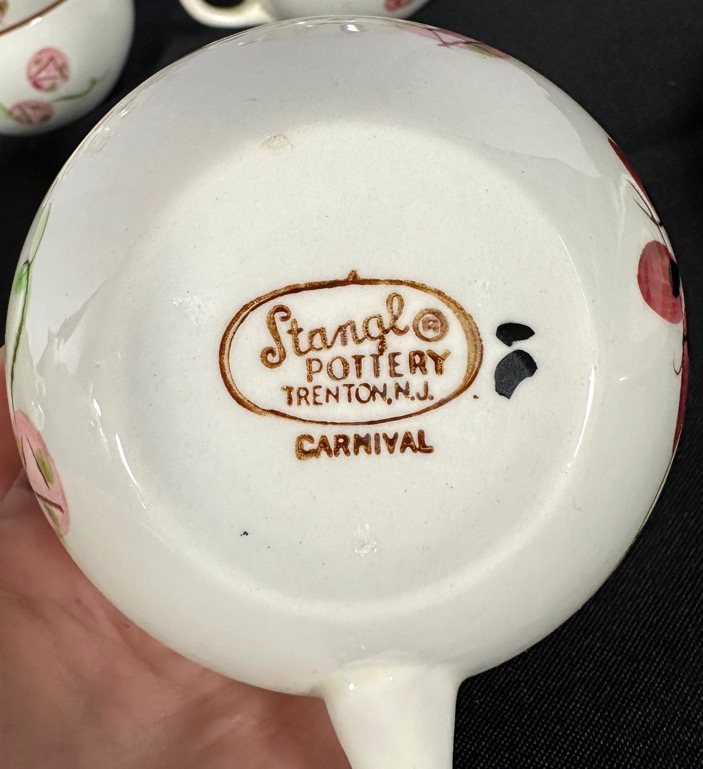 Stangl ®
POTTERY
TRENTON, N.J.
CARNIVAL